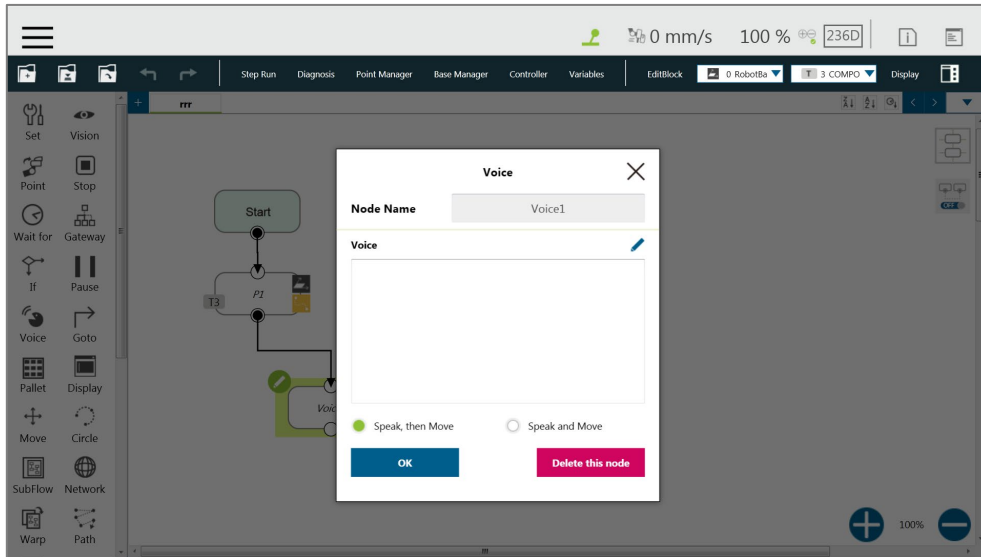 0 mm/s 100 % 236D
Step Run Diagnosis Point Manager Base Manager Controller Variables EditBlock 0 RobotBa T 3 COMPO Display
+ rrr
Set Vision
Point Stop
Wait for Gateway
If Pause
Voice Goto
Pallet Display
Move Circle
SubFlow Network
Warp Path
Start
T3 P1
Voic
Voice
Node Name Voice1
Voice
Speak, then Move Speak and Move
OK Delete this node
OFF
100%